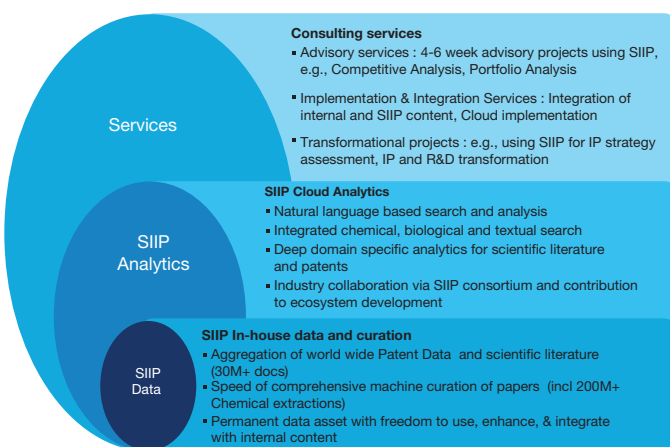 Consulting services
▪ Advisory services : 4-6 week advisory projects using SIIP,
e.g., Competitive Analysis, Portfolio Analysis
▪ Implementation & Integration Services : Integration of
internal and SIIP content, Cloud implementation
▪ Transformational projects : e.g., using SIIP for IP strategy
assessment, IP and R&D transformation
Services
SIIP Cloud Analytics
▪ Natural language based search and analysis
▪ Integrated chemical, biological and textual search
▪ Deep domain specific analytics for scientific literature
and patents
▪ Industry collaboration via SIIP consortium and contribution
to ecosystem development
SIIP
Analytics
SIIP In-house data and curation
▪ Aggregation of world wide Patent Data and scientific literature
(30M+ docs)
▪ Speed of comprehensive machine curation of papers (incl 200M+
Chemical extractions)
▪ Permanent data asset with freedom to use, enhance, & integrate
with internal content
SIIP
Data